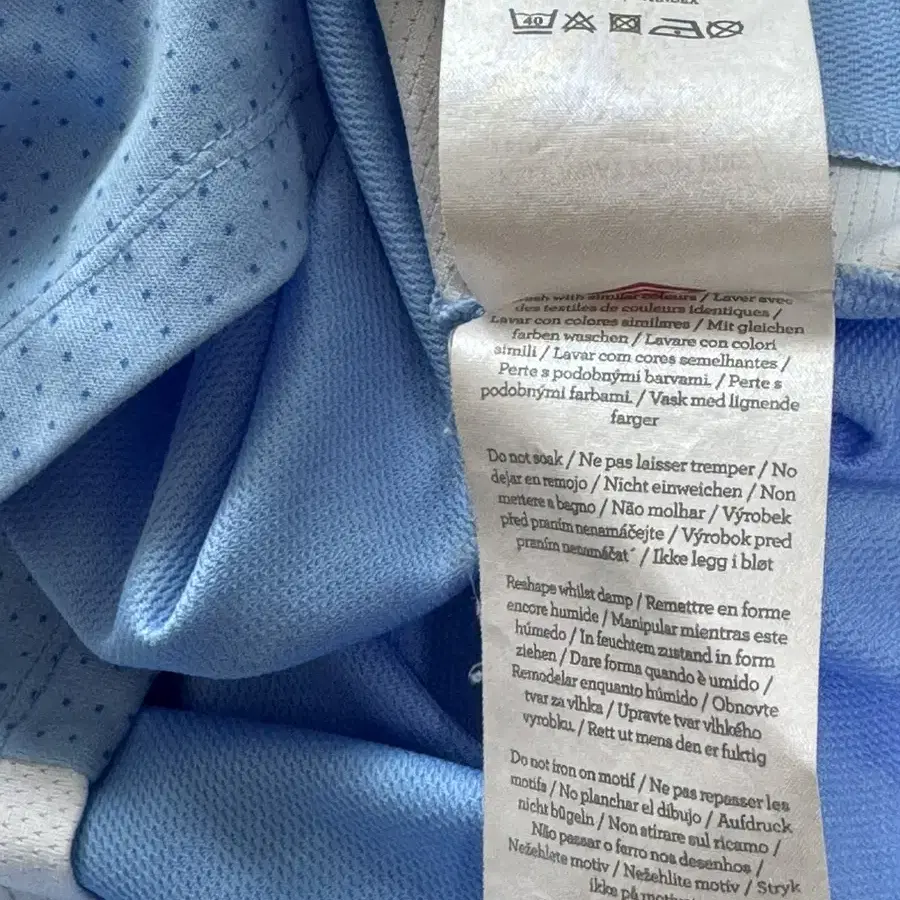 40
wash with similar colours / Laver avec
des textiles de couleurs identiques /
Lavar con colores similares / Mit gleichen
farben waschen / Lavare con colori
simili / Lavar com cores semelhantes /
Perte s podobnými barvami. / Perte s
podobnými farbami. / Vask med lignende
farger
Do not soak / Ne pas laisser tremper / No
dejar en remojo / Nicht einweichen / Non
mettere a bagno / Não molhar / Výrobek
před praním nenamáčejte / Výrobok pred
praním nenamáčať / Ikke legg i bløt
Reshape whilst damp / Remettre en forme
encore humide / Manipular mientras este
húmedo / In feuchtem zustand in form
ziehen / Dare forma quando è umido /
Remodelar enquanto húmido / Obnovte
tvar za vlhka / Upravte tvar vlhkého
vyrobku. / Rett ut mens den er fuktig
Do not iron on motif / Ne pas repasser les
motifs / No planchar el dibujo / Aufdruck
nicht bügeln / Non stirare sul ricamo /
Não passar o ferro nos desenhos /
Nežehlete motiv / Nežehlite motív / Stryk
ikke på motivet